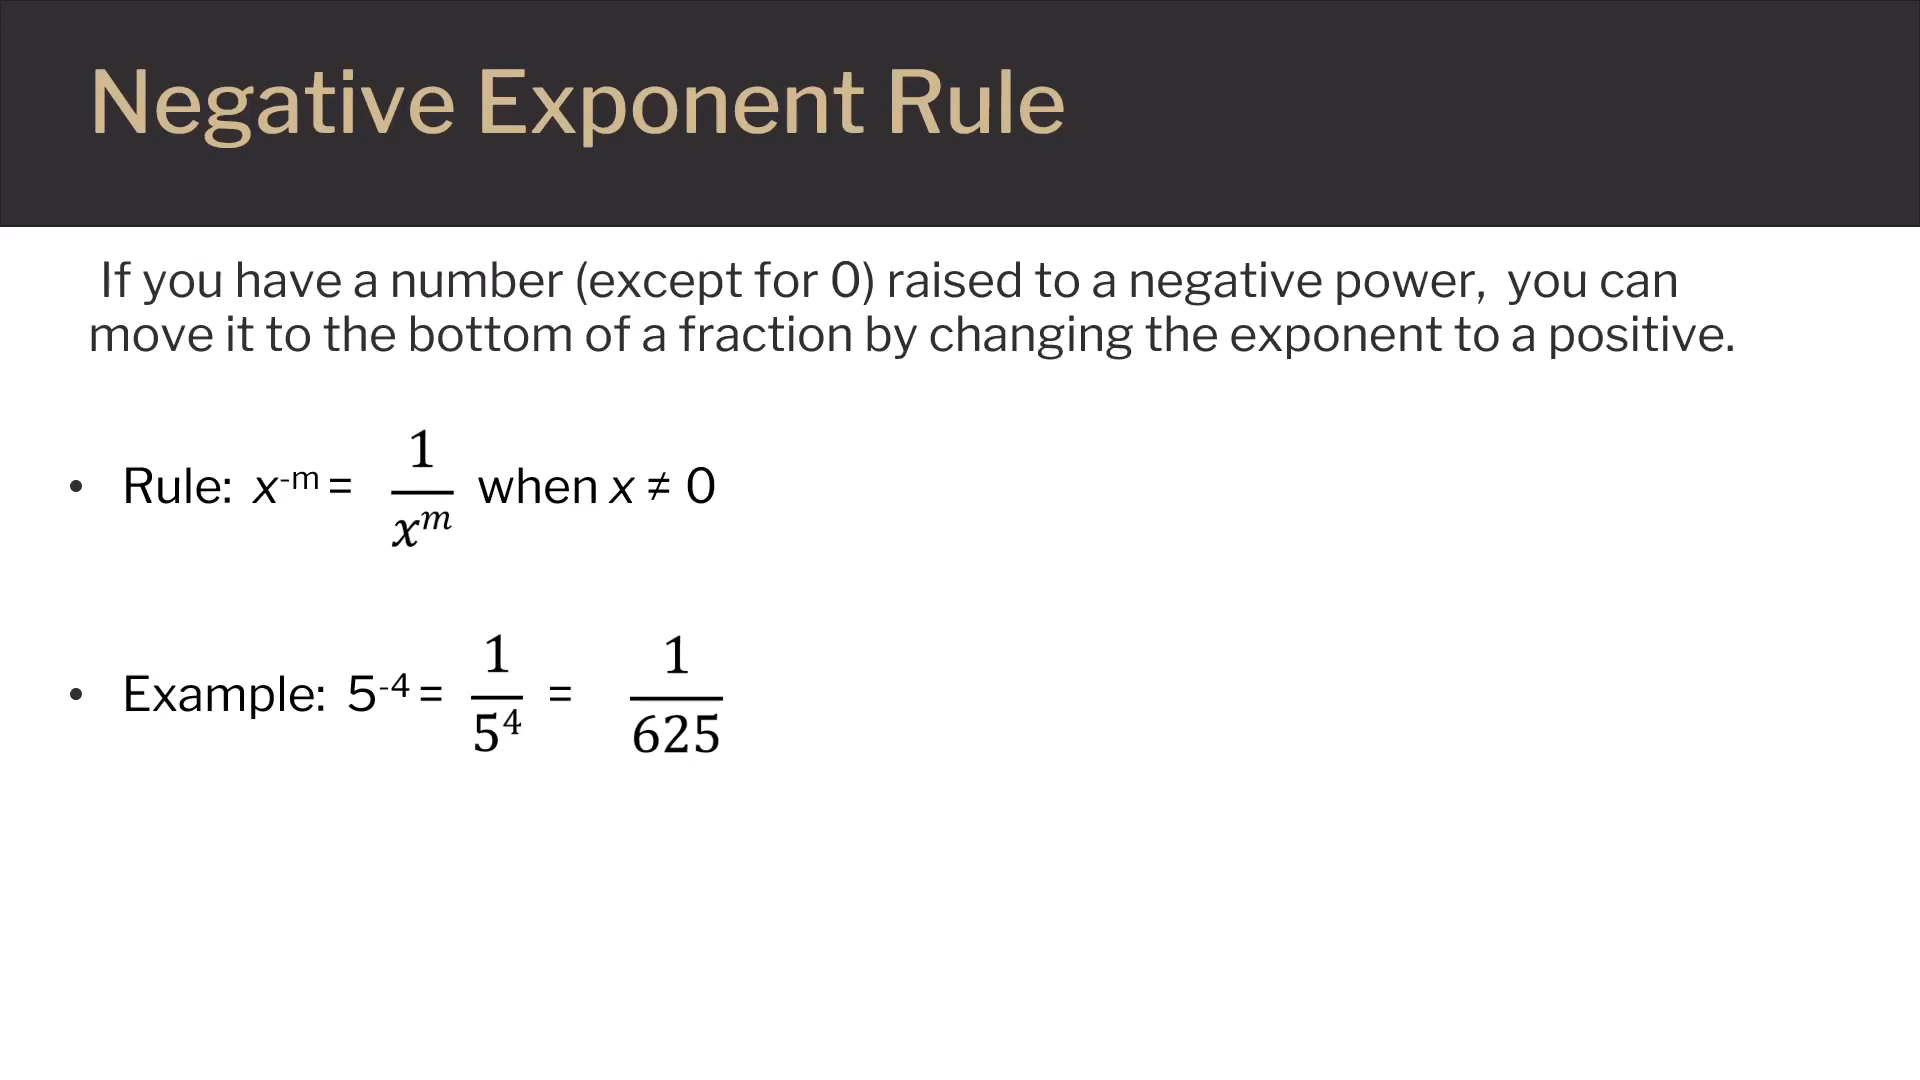 Negative Exponent Rule
If you have a number (except for 0) raised to a negative power, you can
move it to the bottom of a fraction by changing the exponent to a positive.
• Rule: x⁻ᵐ = 1/xᵐ when x ≠ 0
• Example: 5⁻⁴ = 1/5⁴ = 1/625